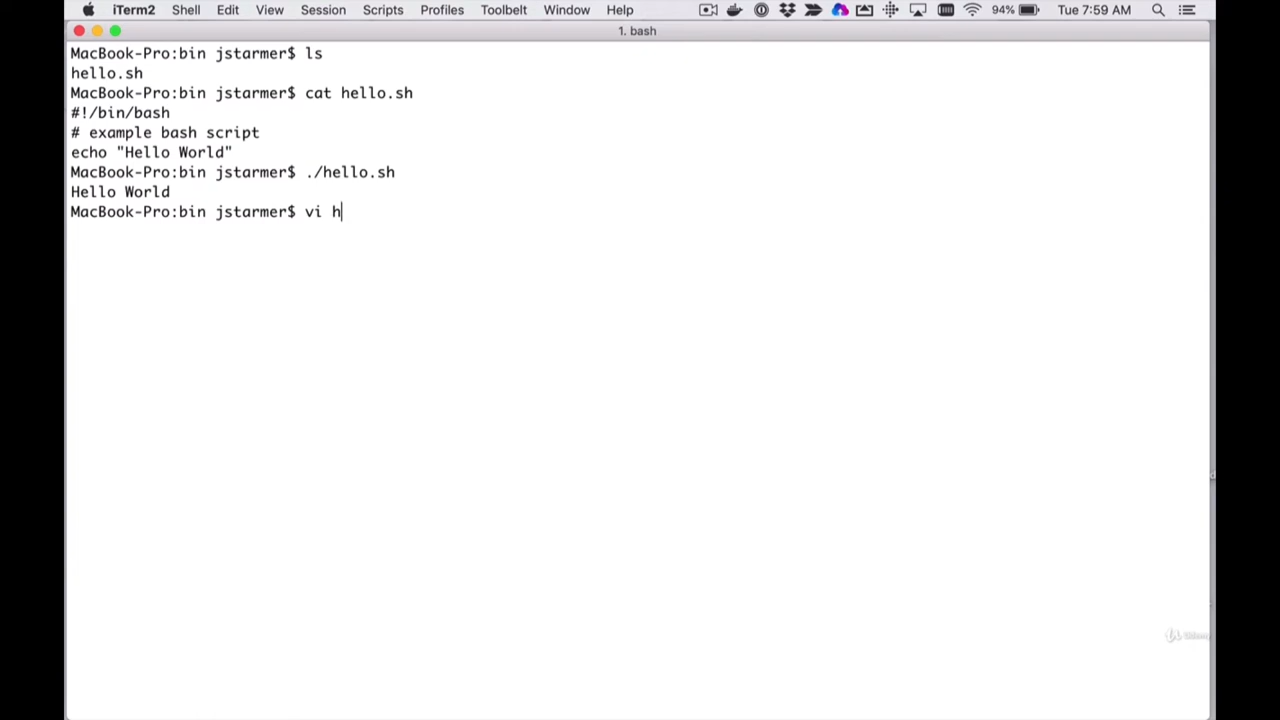 iTerm2 Shell Edit View Session Scripts Profiles Toolbelt Window Help 94% Tue 7:59 AM
1. bash
MacBook-Pro:bin jstarmer$ ls
hello.sh
MacBook-Pro:bin jstarmer$ cat hello.sh
#!/bin/bash
# example bash script
echo "Hello World"
MacBook-Pro:bin jstarmer$ ./hello.sh
Hello World
MacBook-Pro:bin jstarmer$ vi h
Udemy